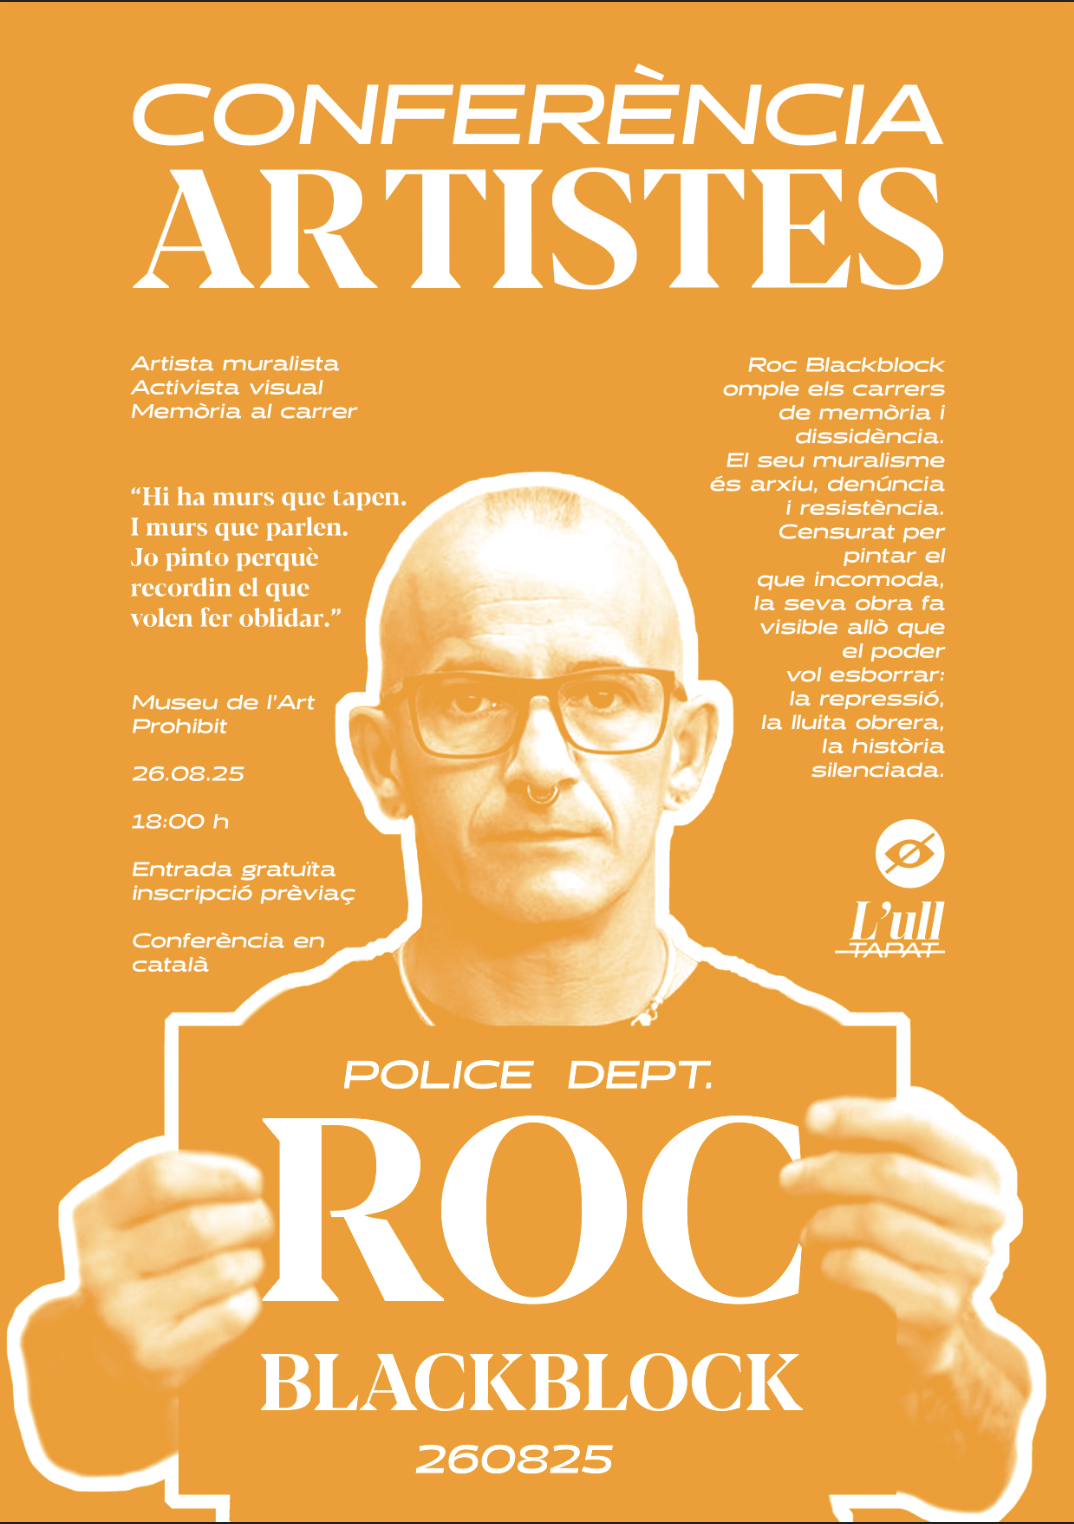 CONFERÈNCIA
ARTISTES
Artista muralista
Activista visual
Memòria al carrer
“Hi ha murs que tapen.
I murs que parlen.
Jo pinto perquè
recordin el que
volen fer oblidar.”
Museu de l'Art
Prohibit
26.08.25
18:00 h
Entrada gratuïta
inscripció prèviaç
Conferència en
català
Roc Blackblock
omple els carrers
de memòria i
dissidència.
El seu muralisme
és arxiu, denúncia
i resistència.
Censurat per
pintar el
que incomoda,
la seva obra fa
visible allò que
el poder
vol esborrar:
la repressió,
la lluita obrera,
la història
silenciada.
L’ull
TAPAT
POLICE DEPT.
ROC
BLACKBLOCK
260825